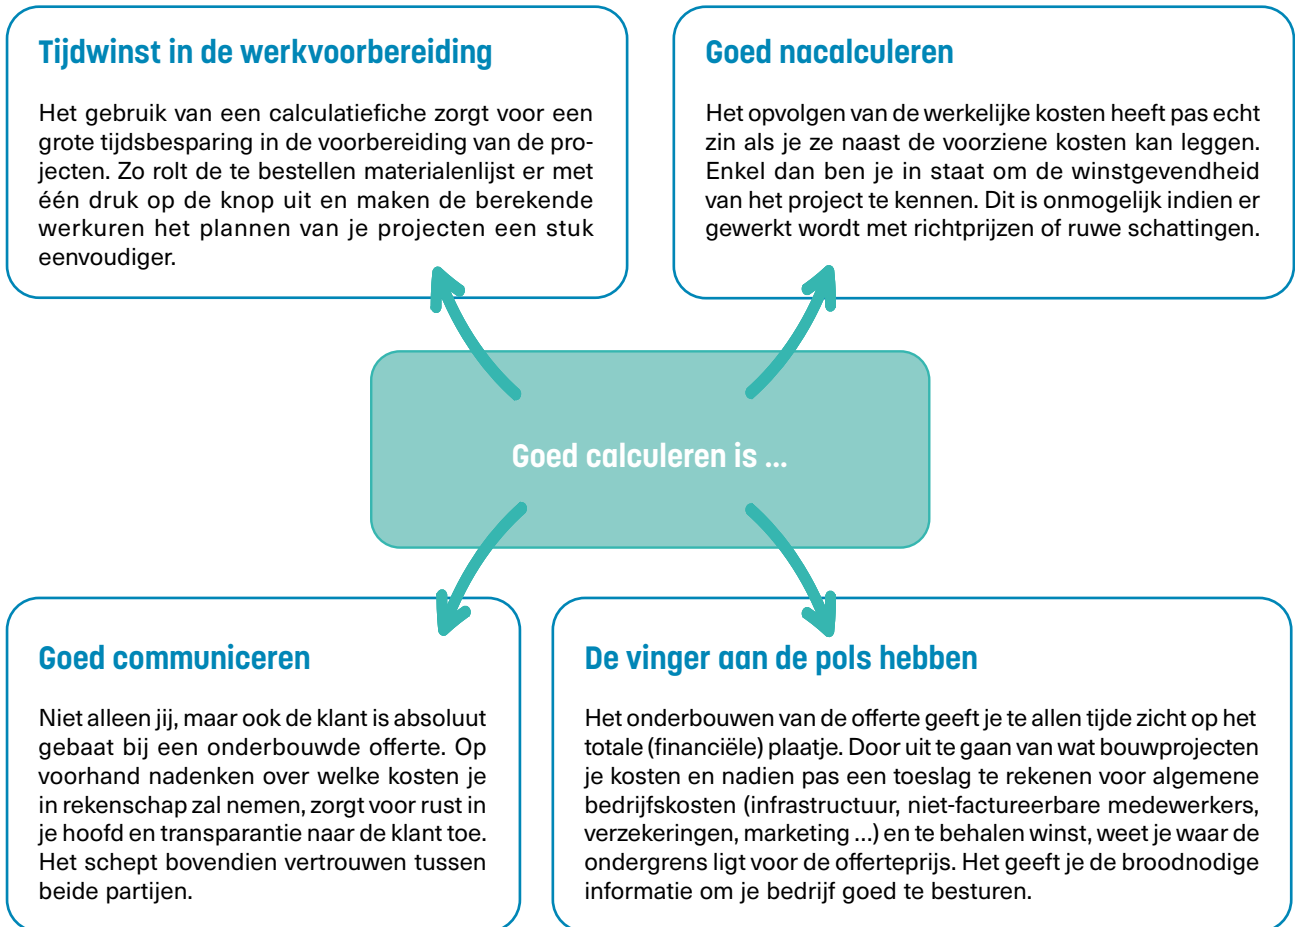 Tijdwinst in de werkvoorbereiding
Het gebruik van een calculatiefiche zorgt voor een
grote tijdsbesparing in de voorbereiding van de pro-
jecten. Zo rolt de te bestellen materialenlijst er met
één druk op de knop uit en maken de berekende
werkuren het plannen van je projecten een stuk
eenvoudiger.
Goed nacalculeren
Het opvolgen van de werkelijke kosten heeft pas echt
zin als je ze naast de voorziene kosten kan leggen.
Enkel dan ben je in staat om de winstgevendheid
van het project te kennen. Dit is onmogelijk indien er
gewerkt wordt met richtprijzen of ruwe schattingen.
Goed calculeren is ...
Goed communiceren
Niet alleen jij, maar ook de klant is absoluut
gebaat bij een onderbouwde offerte. Op
voorhand nadenken over welke kosten je
in rekenschap zal nemen, zorgt voor rust in
je hoofd en transparantie naar de klant toe.
Het schept bovendien vertrouwen tussen
beide partijen.
De vinger aan de pols hebben
Het onderbouwen van de offerte geeft je te allen tijde zicht op het
totale (financiële) plaatje. Door uit te gaan van wat bouwprojecten
je kosten en nadien pas een toeslag te rekenen voor algemene
bedrijfskosten (infrastructuur, niet-factureerbare medewerkers,
verzekeringen, marketing ...) en te behalen winst, weet je waar de
ondergrens ligt voor de offerteprijs. Het geeft je de broodnodige
informatie om je bedrijf goed te besturen.